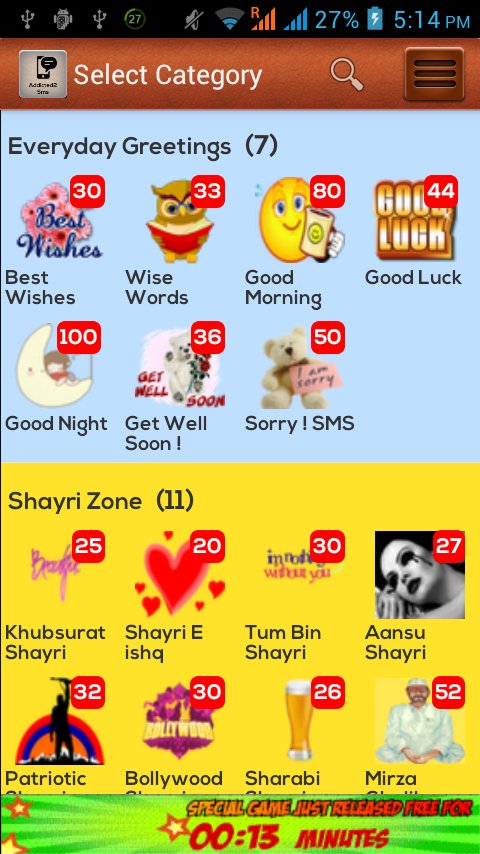 27 R 27% 5:14 PM
Addicted2
Sms
Select Category
Everyday Greetings (7)
30 33 80 44
Best
Wishes
GOOD
LUCK
Best Wise Good Good Luck
Wishes Words Morning
100 36 50
GET
WELL
SOON
I am
sorry
Good Night Get Well Sorry ! SMS
Soon !
Shayri Zone (11)
25 20 30 27
im nothing
without you
Khubsurat Shayri E Tum Bin Aansu
Shayri ishq Shayri Shayri
32 30 26 52
BOLLYWOOD
Patriotic Bollywood Sharabi Mirza
SPECIAL GAME JUST RELEASED FREE FOR
00:13 MINUTES